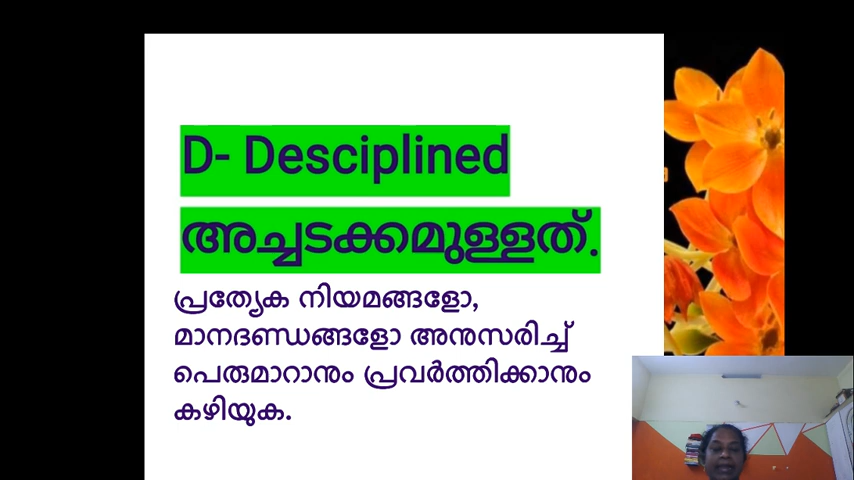 D- Desciplined
അച്ചടക്കമുള്ളത്.
പ്രത്യേക നിയമങ്ങളോ,
മാനദണ്ഡങ്ങളോ അനുസരിച്ച്
പെരുമാറാനും പ്രവർത്തിക്കാനും
കഴിയുക.